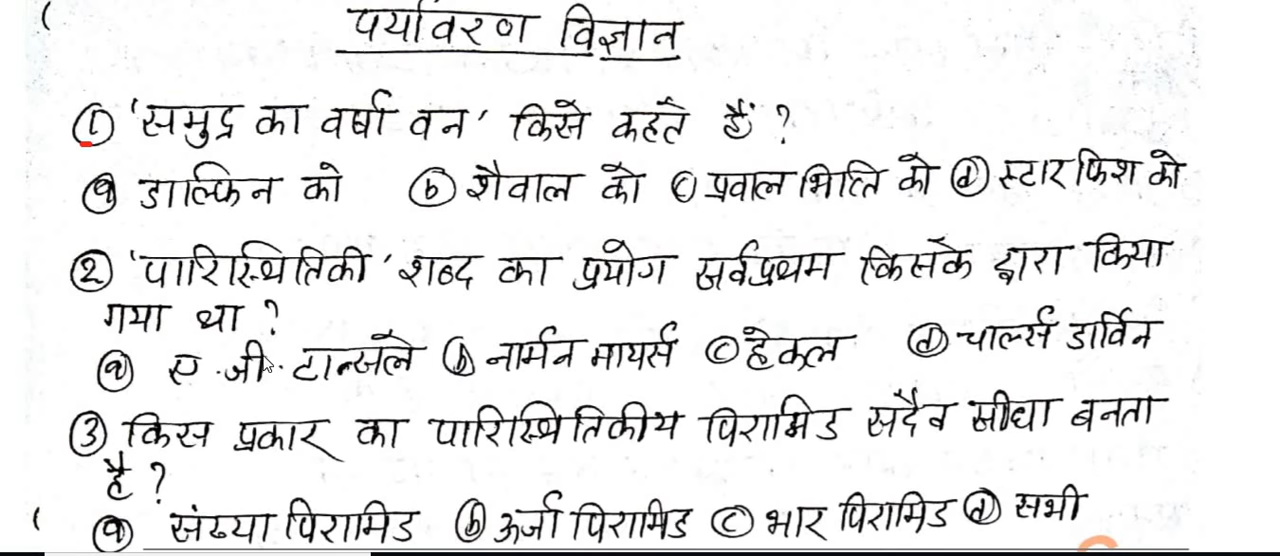 पर्यावरण विज्ञान
① 'समुद्र का वर्षा वन' किसे कहते हैं ?
ⓐ डाल्फिन को ⓑ शैवाल को ⓒ प्रवाल भित्ति को ⓓ स्टारफिश को
② 'पारिस्थितिकी' शब्द का प्रयोग सर्वप्रथम किसके द्वारा किया
गया था ?
ⓐ ए.जी. टान्सले ⓑ नार्मन मायर्स ⓒ हेकल ⓓ चार्ल्स डार्विन
③ किस प्रकार का पारिस्थितिकीय पिरामिड सदैव सीधा बनता
है ?
ⓐ संख्या पिरामिड ⓑ ऊर्जा पिरामिड ⓒ भार पिरामिड ⓓ सभी